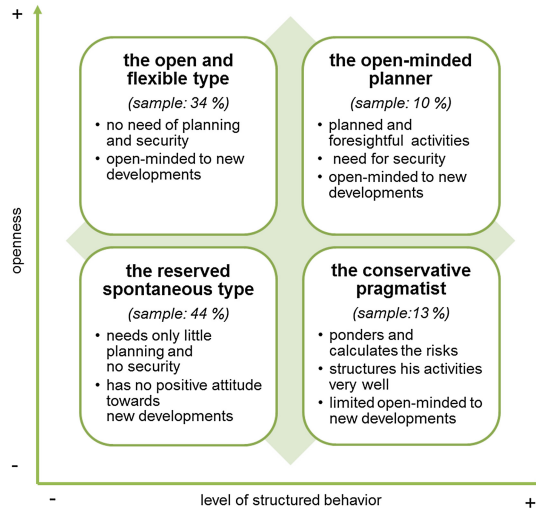 +
the open and
flexible type
(sample: 34 %)
• no need of planning
and security
• open-minded to new
developments
the open-minded
planner
(sample: 10 %)
• planned and
foresightful activities
• need for security
• open-minded to new
developments
openness
the reserved
spontaneous type
(sample: 44 %)
• needs only little
planning and
no security
• has no positive attitude
towards
new developments
the conservative
pragmatist
(sample:13 %)
• ponders and
calculates the risks
• structures his activities
very well
• limited open-minded to
new developments
-
-
level of structured behavior
+